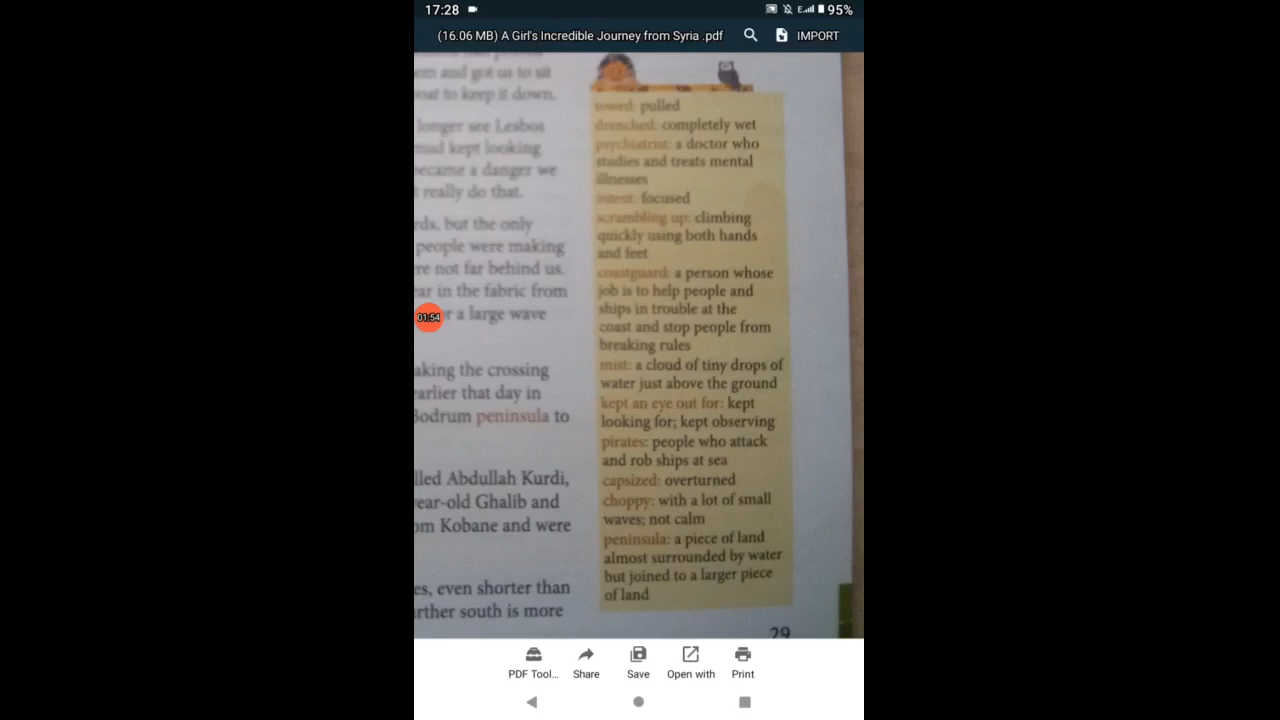 17:28
95%
(16.06 MB) A Girl's Incredible Journey from Syria .pdf
IMPORT
em and got us to sit
oat to keep it down.
longer see Lesbos
mud kept looking
became a danger we
really do that.
rds, but the only
people were making
re not far behind us.
ar in the fabric from
01:54
r a large wave
aking the crossing
earlier that day in
Bodrum peninsula to
lled Abdullah Kurdi,
year-old Ghalib and
om Kobane and were
es, even shorter than
urther south is more
towed: pulled
drenched: completely wet
psychiatrist: a doctor who
studies and treats mental
illnesses
intent: focused
scrambling up: climbing
quickly using both hands
and feet
coastguard: a person whose
job is to help people and
ships in trouble at the
coast and stop people from
breaking rules
mist: a cloud of tiny drops of
water just above the ground
kept an eye out for: kept
looking for; kept observing
pirates: people who attack
and rob ships at sea
capsized: overturned
choppy: with a lot of small
waves; not calm
peninsula: a piece of land
almost surrounded by water
but joined to a larger piece
of land
29
PDF Tool...
Share
Save
Open with
Print